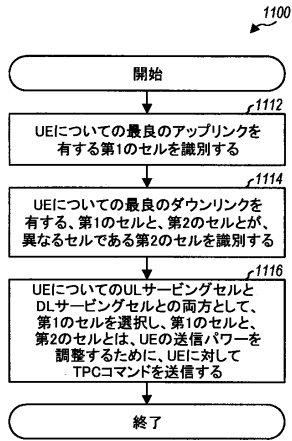 1100
開始
1112
UEについての最良のアップリンクを
有する第1のセルを識別する
1114
UEについての最良のダウンリンクを
有する、第1のセルと、第2のセルとが、
異なるセルである第2のセルを識別する
1116
UEについてのULサービングセルと
DLサービングセルとの両方として、
第1のセルを選択し、第1のセルと、
第2のセルとは、UEの送信パワーを
調整するために、UEに対して
TPCコマンドを送信する
終了